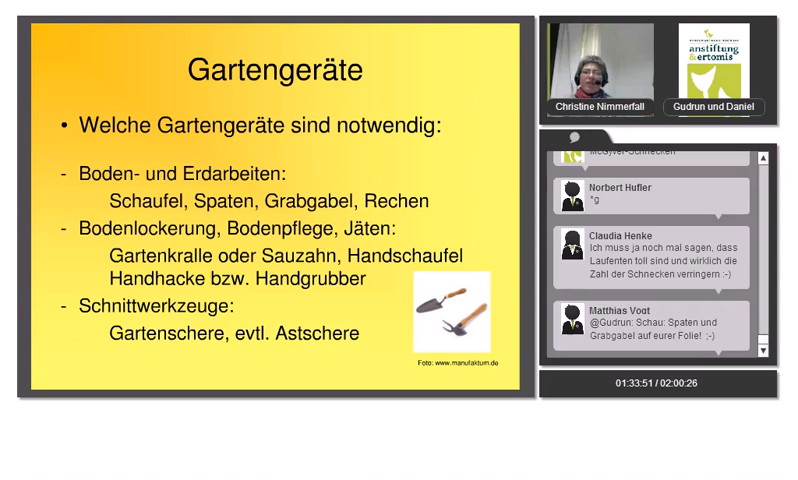 Gartengeräte
• Welche Gartengeräte sind notwendig:
- Boden- und Erdarbeiten:
Schaufel, Spaten, Grabgabel, Rechen
- Bodenlockerung, Bodenpflege, Jäten:
Gartenkralle oder Sauzahn, Handschaufel
Handhacke bzw. Handgrubber
- Schnittwerkzeuge:
Gartenschere, evtl. Astschere
Foto: www.manufaktum.de
Christine Nimmerfall
anstiftung
& ertomis
Gudrun und Daniel
McGyver-Schnecken
Norbert Hufler
*g
Claudia Henke
Ich muss ja noch mal sagen, dass
Laufenten toll sind und wirklich die
Zahl der Schnecken verringern :-)
Matthias Vogt
@Gudrun: Schau: Spaten und
Grabgabel auf eurer Folie! ;-)
01:33:51 / 02:00:26